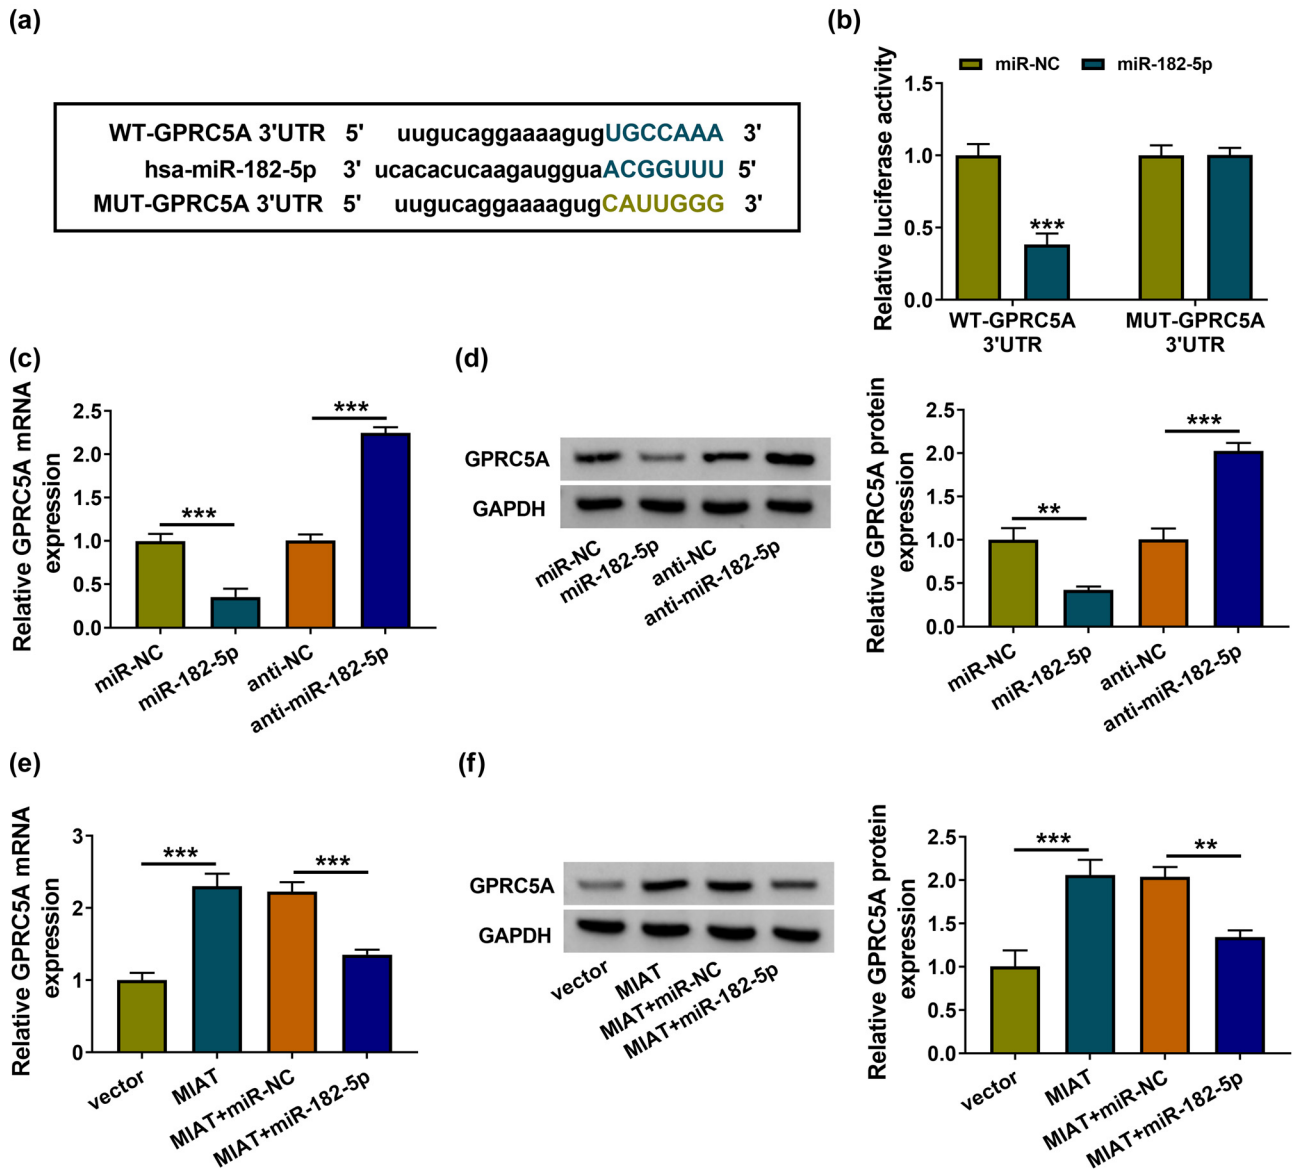 (a)
WT-GPRC5A 3'UTR 5' uugucaggaaaagugUGCCAAA 3'
hsa-miR-182-5p 3' ucacacucaagaugguaACGGUUU 5'
MUT-GPRC5A 3'UTR 5' uugucaggaaaagugCAUUGGG 3'
(b)
miR-NC miR-182-5p
Relative luciferase activity
1.5
1.0
0.5
0.0
***
WT-GPRC5A
3'UTR
MUT-GPRC5A
3'UTR
(c)
Relative GPRC5A mRNA
expression
2.5
2.0
1.5
1.0
0.5
0.0
***
***
miR-NC
miR-182-5p
anti-NC
anti-miR-182-5p
(d)
GPRC5A
GAPDH
miR-NC
miR-182-5p
anti-NC
anti-miR-182-5p
Relative GPRC5A protein
expression
2.5
2.0
1.5
1.0
0.5
0.0
**
***
miR-NC
miR-182-5p
anti-NC
anti-miR-182-5p
(e)
Relative GPRC5A mRNA
expression
3
2
1
0
***
***
vector
MIAT
MIAT+miR-NC
MIAT+miR-182-5p
(f)
GPRC5A
GAPDH
vector
MIAT
MIAT+miR-NC
MIAT+miR-182-5p
Relative GPRC5A protein
expression
2.5
2.0
1.5
1.0
0.5
0.0
***
**
vector
MIAT
MIAT+miR-NC
MIAT+miR-182-5p